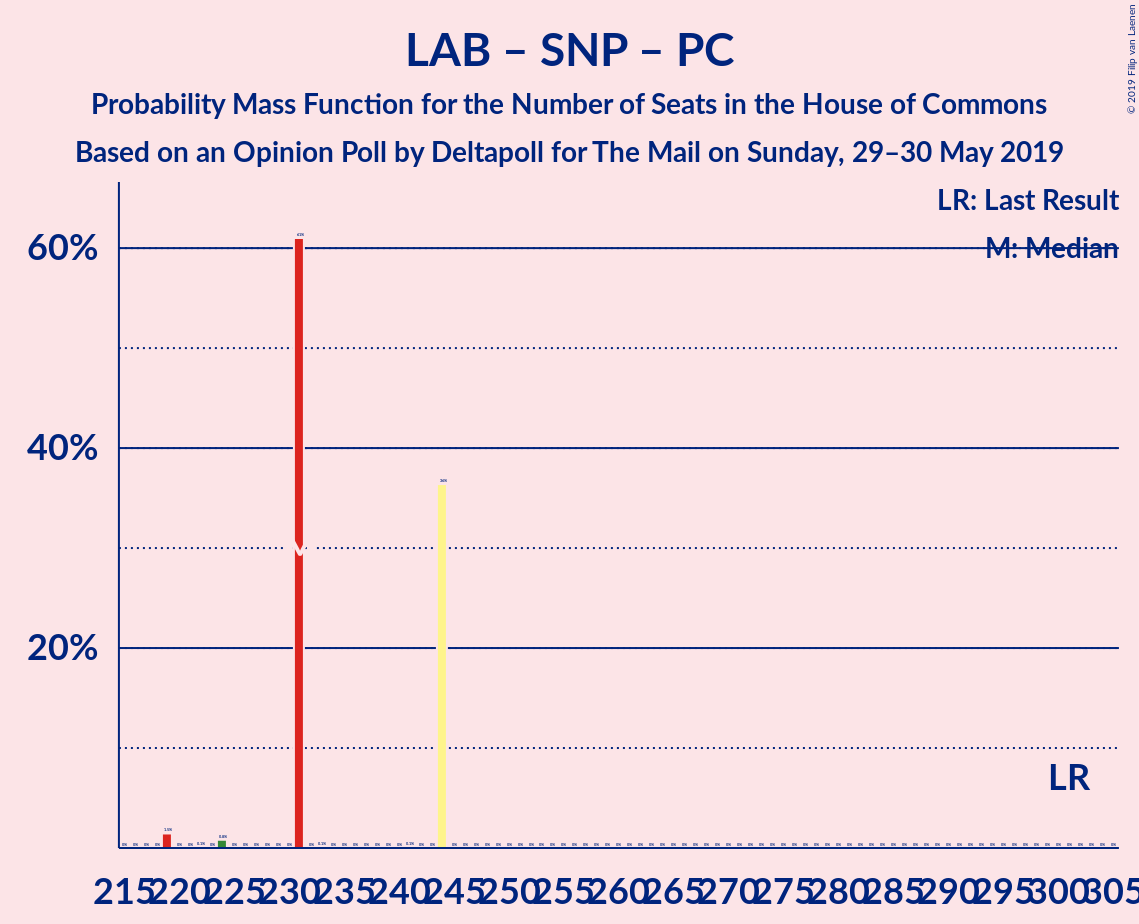 LAB – SNP – PC
Probability Mass Function for the Number of Seats in the House of Commons
Based on an Opinion Poll by Deltapoll for The Mail on Sunday, 29–30 May 2019
© 2019 Filip van Laenen
LR: Last Result
M: Median
60%
40%
20%
61%
36%
M
LR
215 220 225 230 235 240 245 250 255 260 265 270 275 280 285 290 295 300 305